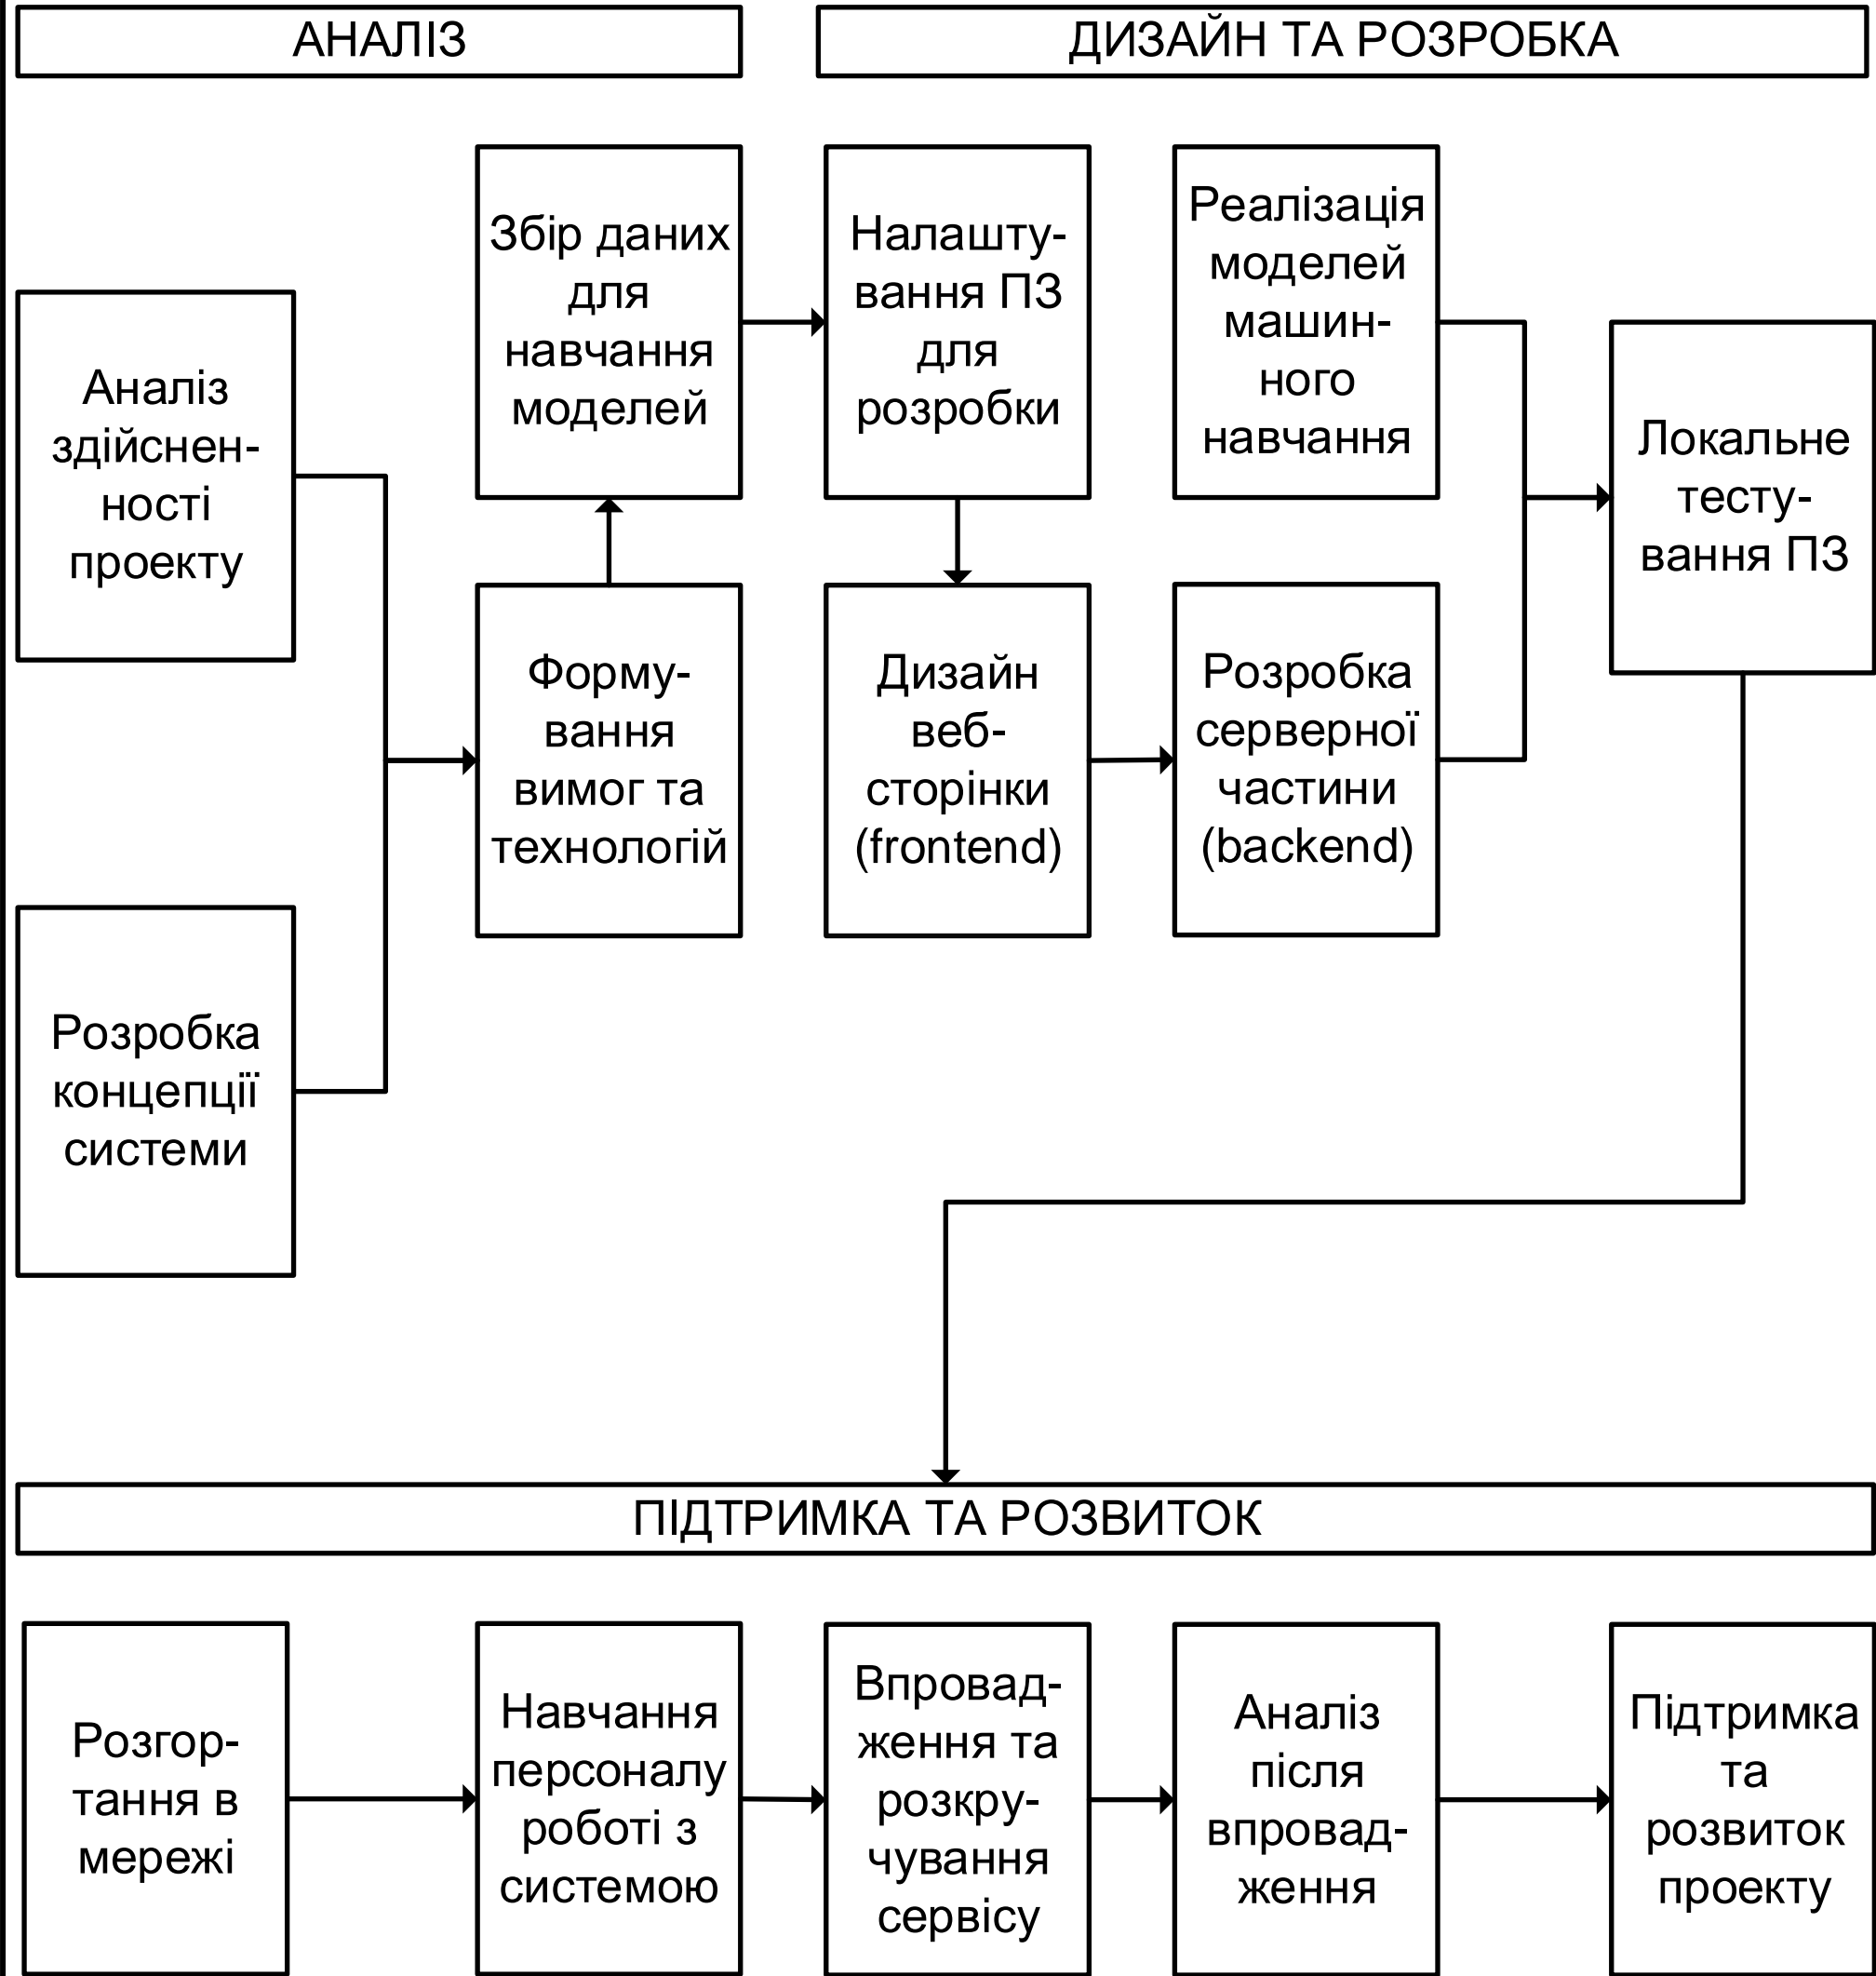 АНАЛІЗ
ДИЗАЙН ТА РОЗРОБКА
Аналіз
здійснен-
ності
проекту
Розробка
концепції
системи
Форму-
вання
вимог та
технологій
Збір даних
для
навчання
моделей
Налашту-
вання ПЗ
для
розробки
Дизайн
веб-
сторінки
(frontend)
Розробка
серверної
частини
(backend)
Реалізація
моделей
машин-
ного
навчання
Локальне
тесту-
вання ПЗ
ПІДТРИМКА ТА РОЗВИТОК
Розгор-
тання в
мережі
Навчання
персоналу
роботі з
системою
Впровад-
ження та
розкру-
чування
сервісу
Аналіз
після
впровад-
ження
Підтримка
та
розвиток
проекту